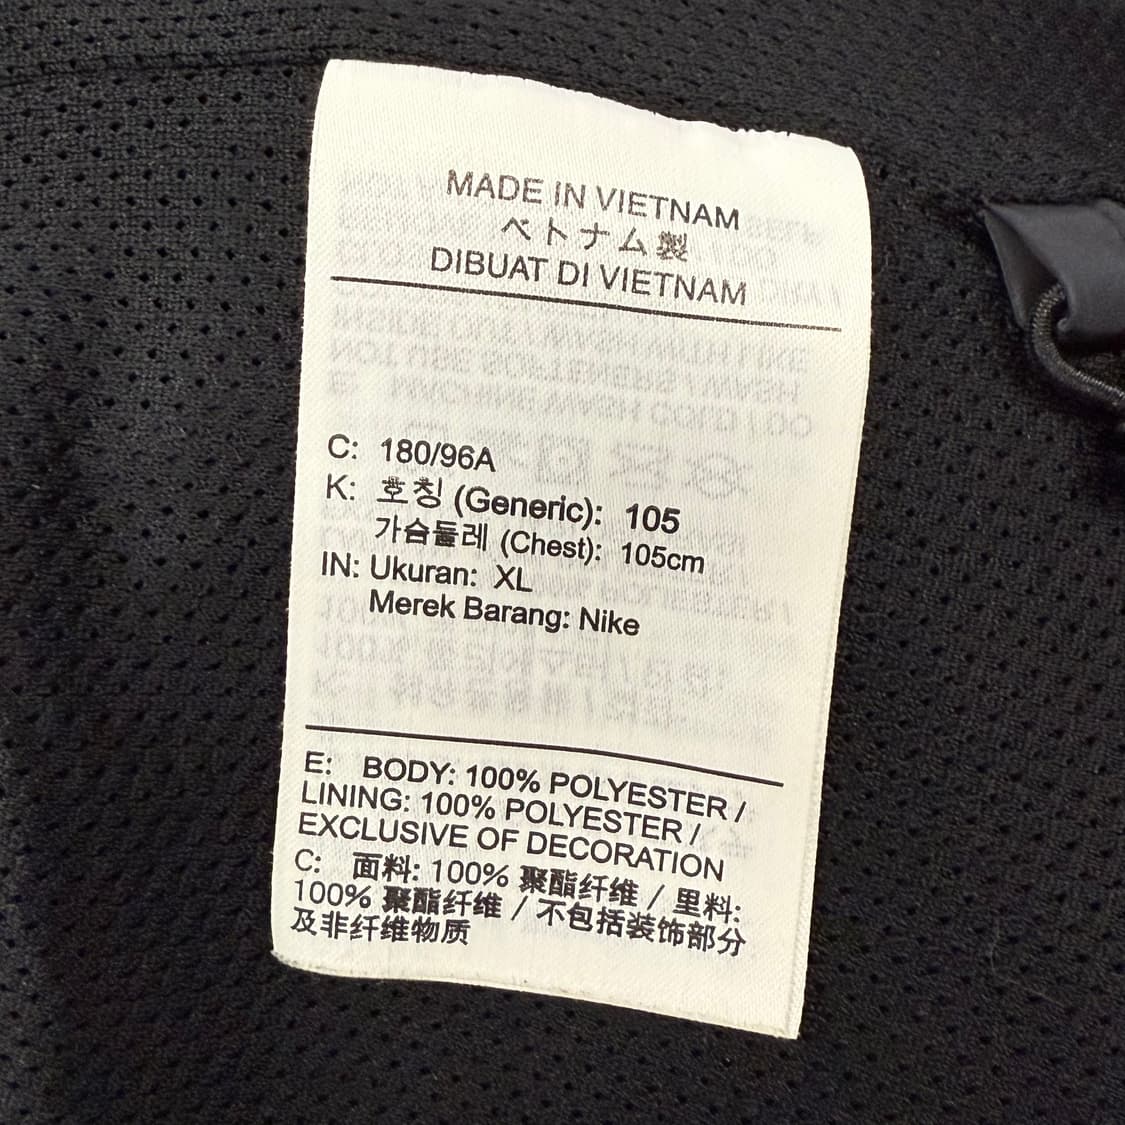 MADE IN VIETNAM
ベトナム製
DIBUAT DI VIETNAM
C: 180/96A
K: 호칭 (Generic): 105
가슴둘레 (Chest): 105cm
IN: Ukuran: XL
Merek Barang: Nike
E: BODY: 100% POLYESTER /
LINING: 100% POLYESTER /
EXCLUSIVE OF DECORATION
C: 面料: 100% 聚酯纤维 / 里料:
100% 聚酯纤维 / 不包括装饰部分
及非纤维物质